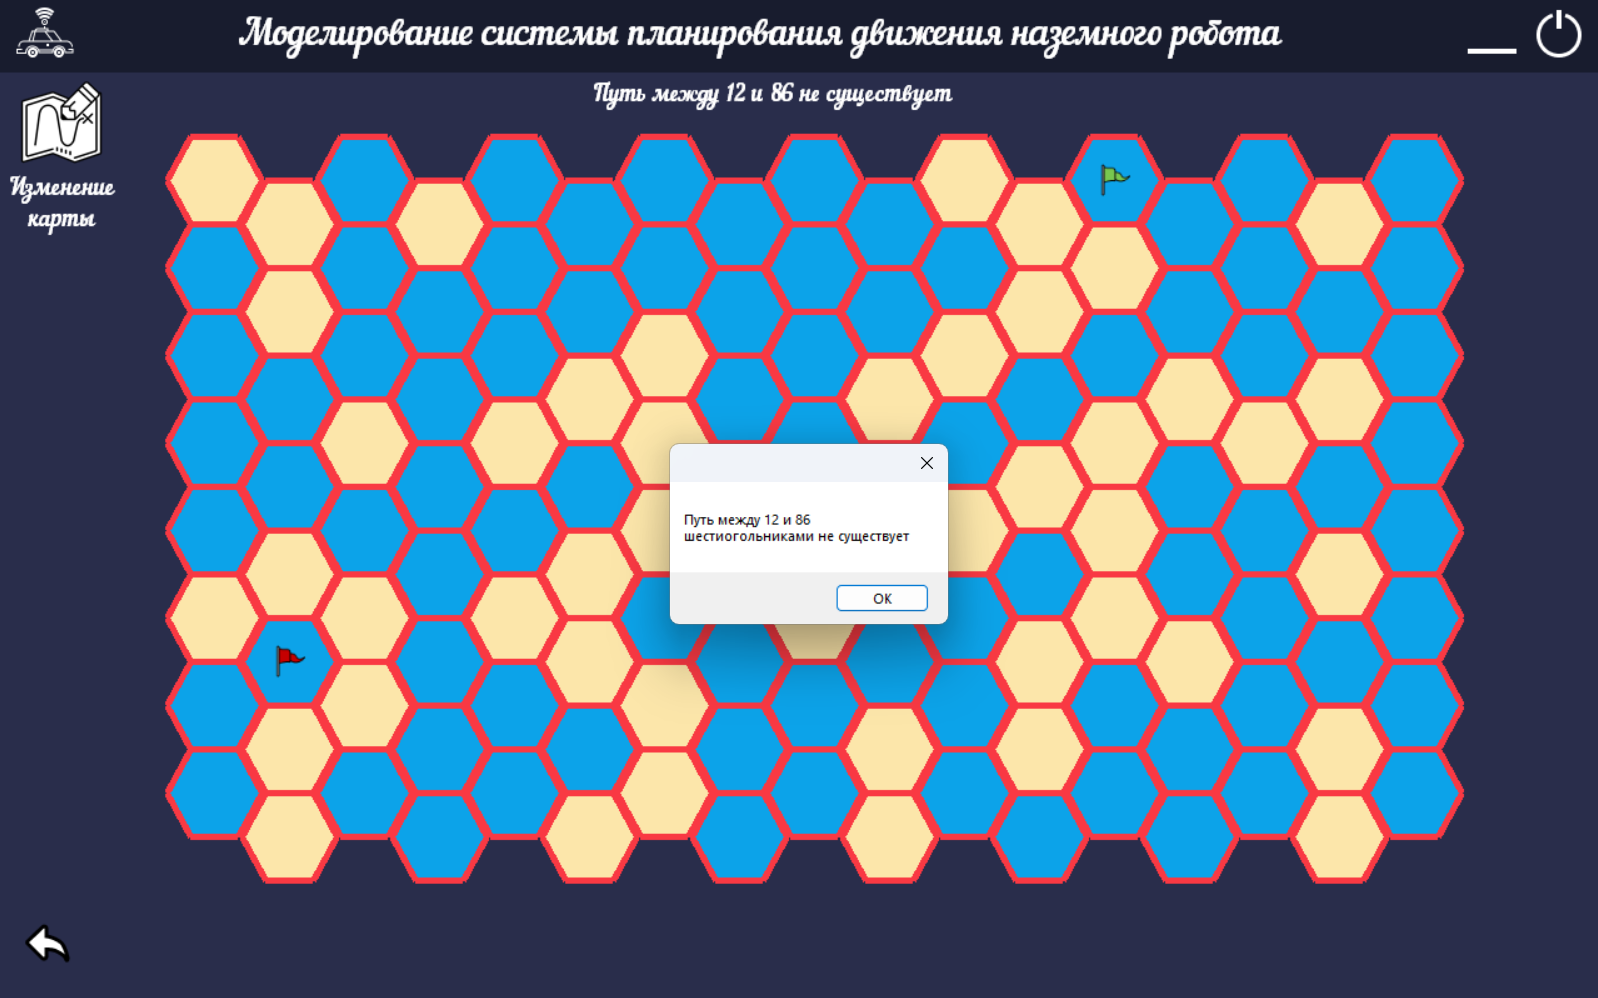 Моделирование системы планирования движения наземного робота
Путь между 12 и 86 не существует
Изменение
карты
Путь между 12 и 86
шестиогольниками не существует
ОК